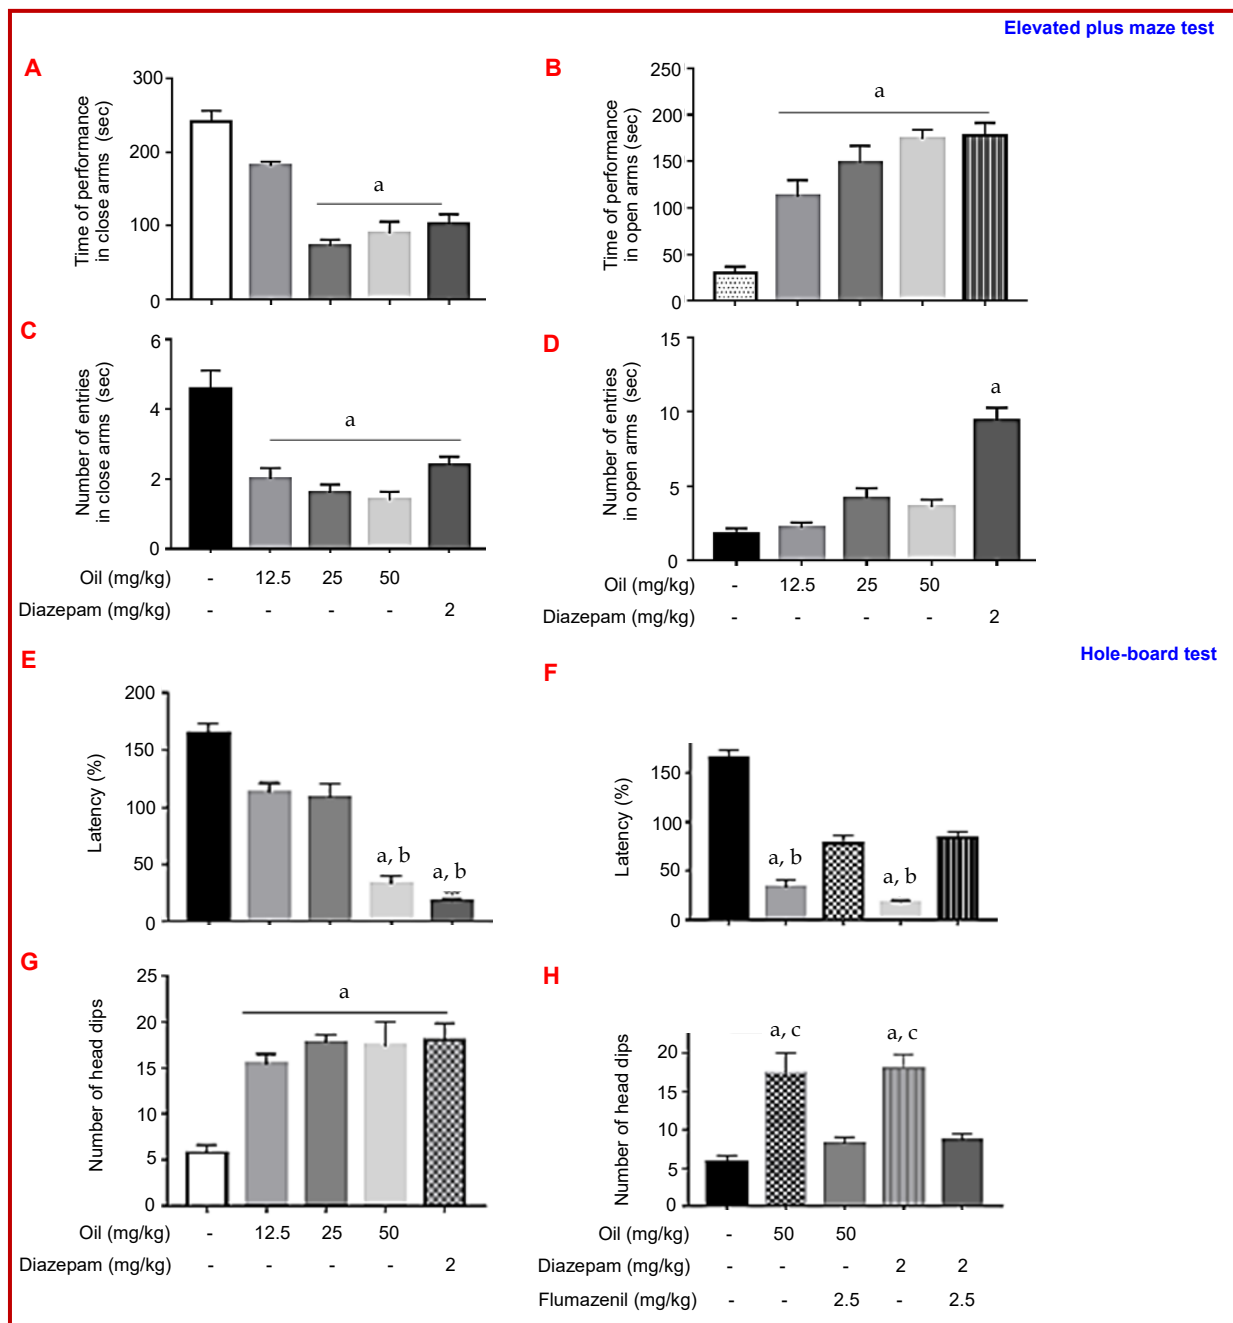 Elevated plus maze test
A
Time of performance
in close arms (sec)
300
200
100
0
a
B
Time of performance
in open arms (sec)
250
200
150
100
50
0
a
C
Number of entries
in close arms (sec)
6
4
2
0
a
Oil (mg/kg) - 12.5 25 50
Diazepam (mg/kg) - - - - 2
D
Number of entries
in open arms (sec)
15
10
5
0
a
Oil (mg/kg) - 12.5 25 50
Diazepam (mg/kg) - - - - 2
Hole-board test
E
Latency (%)
200
150
100
50
0
a, b
a, b
F
Latency (%)
150
100
50
0
a, b
a, b
G
Number of head dips
25
20
15
10
5
0
a
Oil (mg/kg) - 12.5 25 50
Diazepam (mg/kg) - - - - 2
H
Number of head dips
20
15
10
5
0
a, c
a, c
Oil (mg/kg) - 50 50
Diazepam (mg/kg) - - - 2 2
Flumazenil (mg/kg) - - 2.5 - 2.5